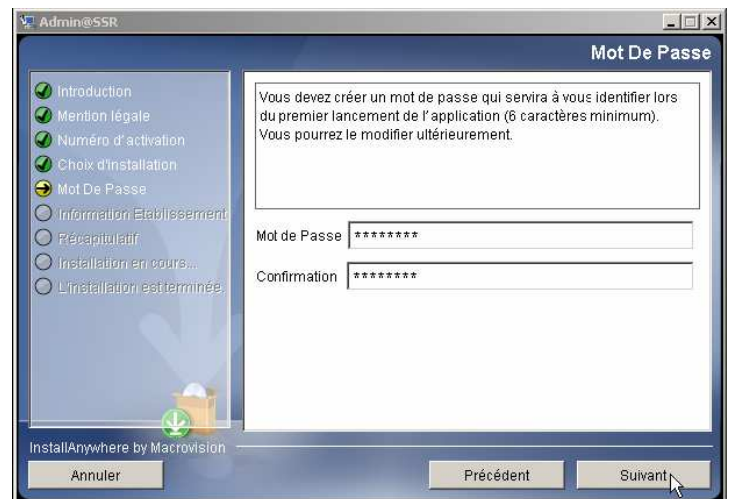 Admin@SSR
Mot De Passe
Introduction
Mention légale
Numéro d'activation
Choix d'installation
Mot De Passe
Information Etablissement
Récapitulatif
Installation en cours...
L'installation est terminée.
Vous devez créer un mot de passe qui servira à vous identifier lors
du premier lancement de l'application (6 caractères minimum).
Vous pourrez le modifier ultérieurement.
Mot de Passe ********
Confirmation ********
InstallAnywhere by Macrovision
Annuler
Précédent
Suivant